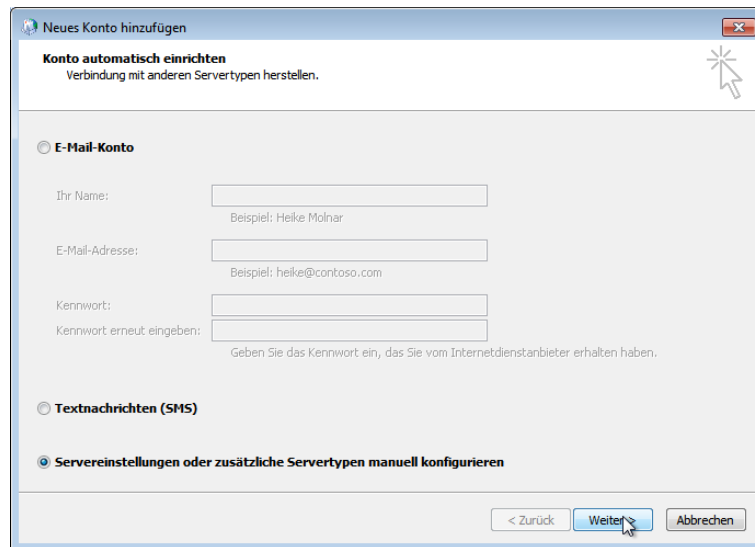 Neues Konto hinzufügen
Konto automatisch einrichten
Verbindung mit anderen Servertypen herstellen.
E-Mail-Konto
Ihr Name:
Beispiel: Heike Molnar
E-Mail-Adresse:
Beispiel: heike@contoso.com
Kennwort:
Kennwort erneut eingeben:
Geben Sie das Kennwort ein, das Sie vom Internetdienstanbieter erhalten haben.
Textnachrichten (SMS)
Servereinstellungen oder zusätzliche Servertypen manuell konfigurieren
< Zurück Weiter > Abbrechen